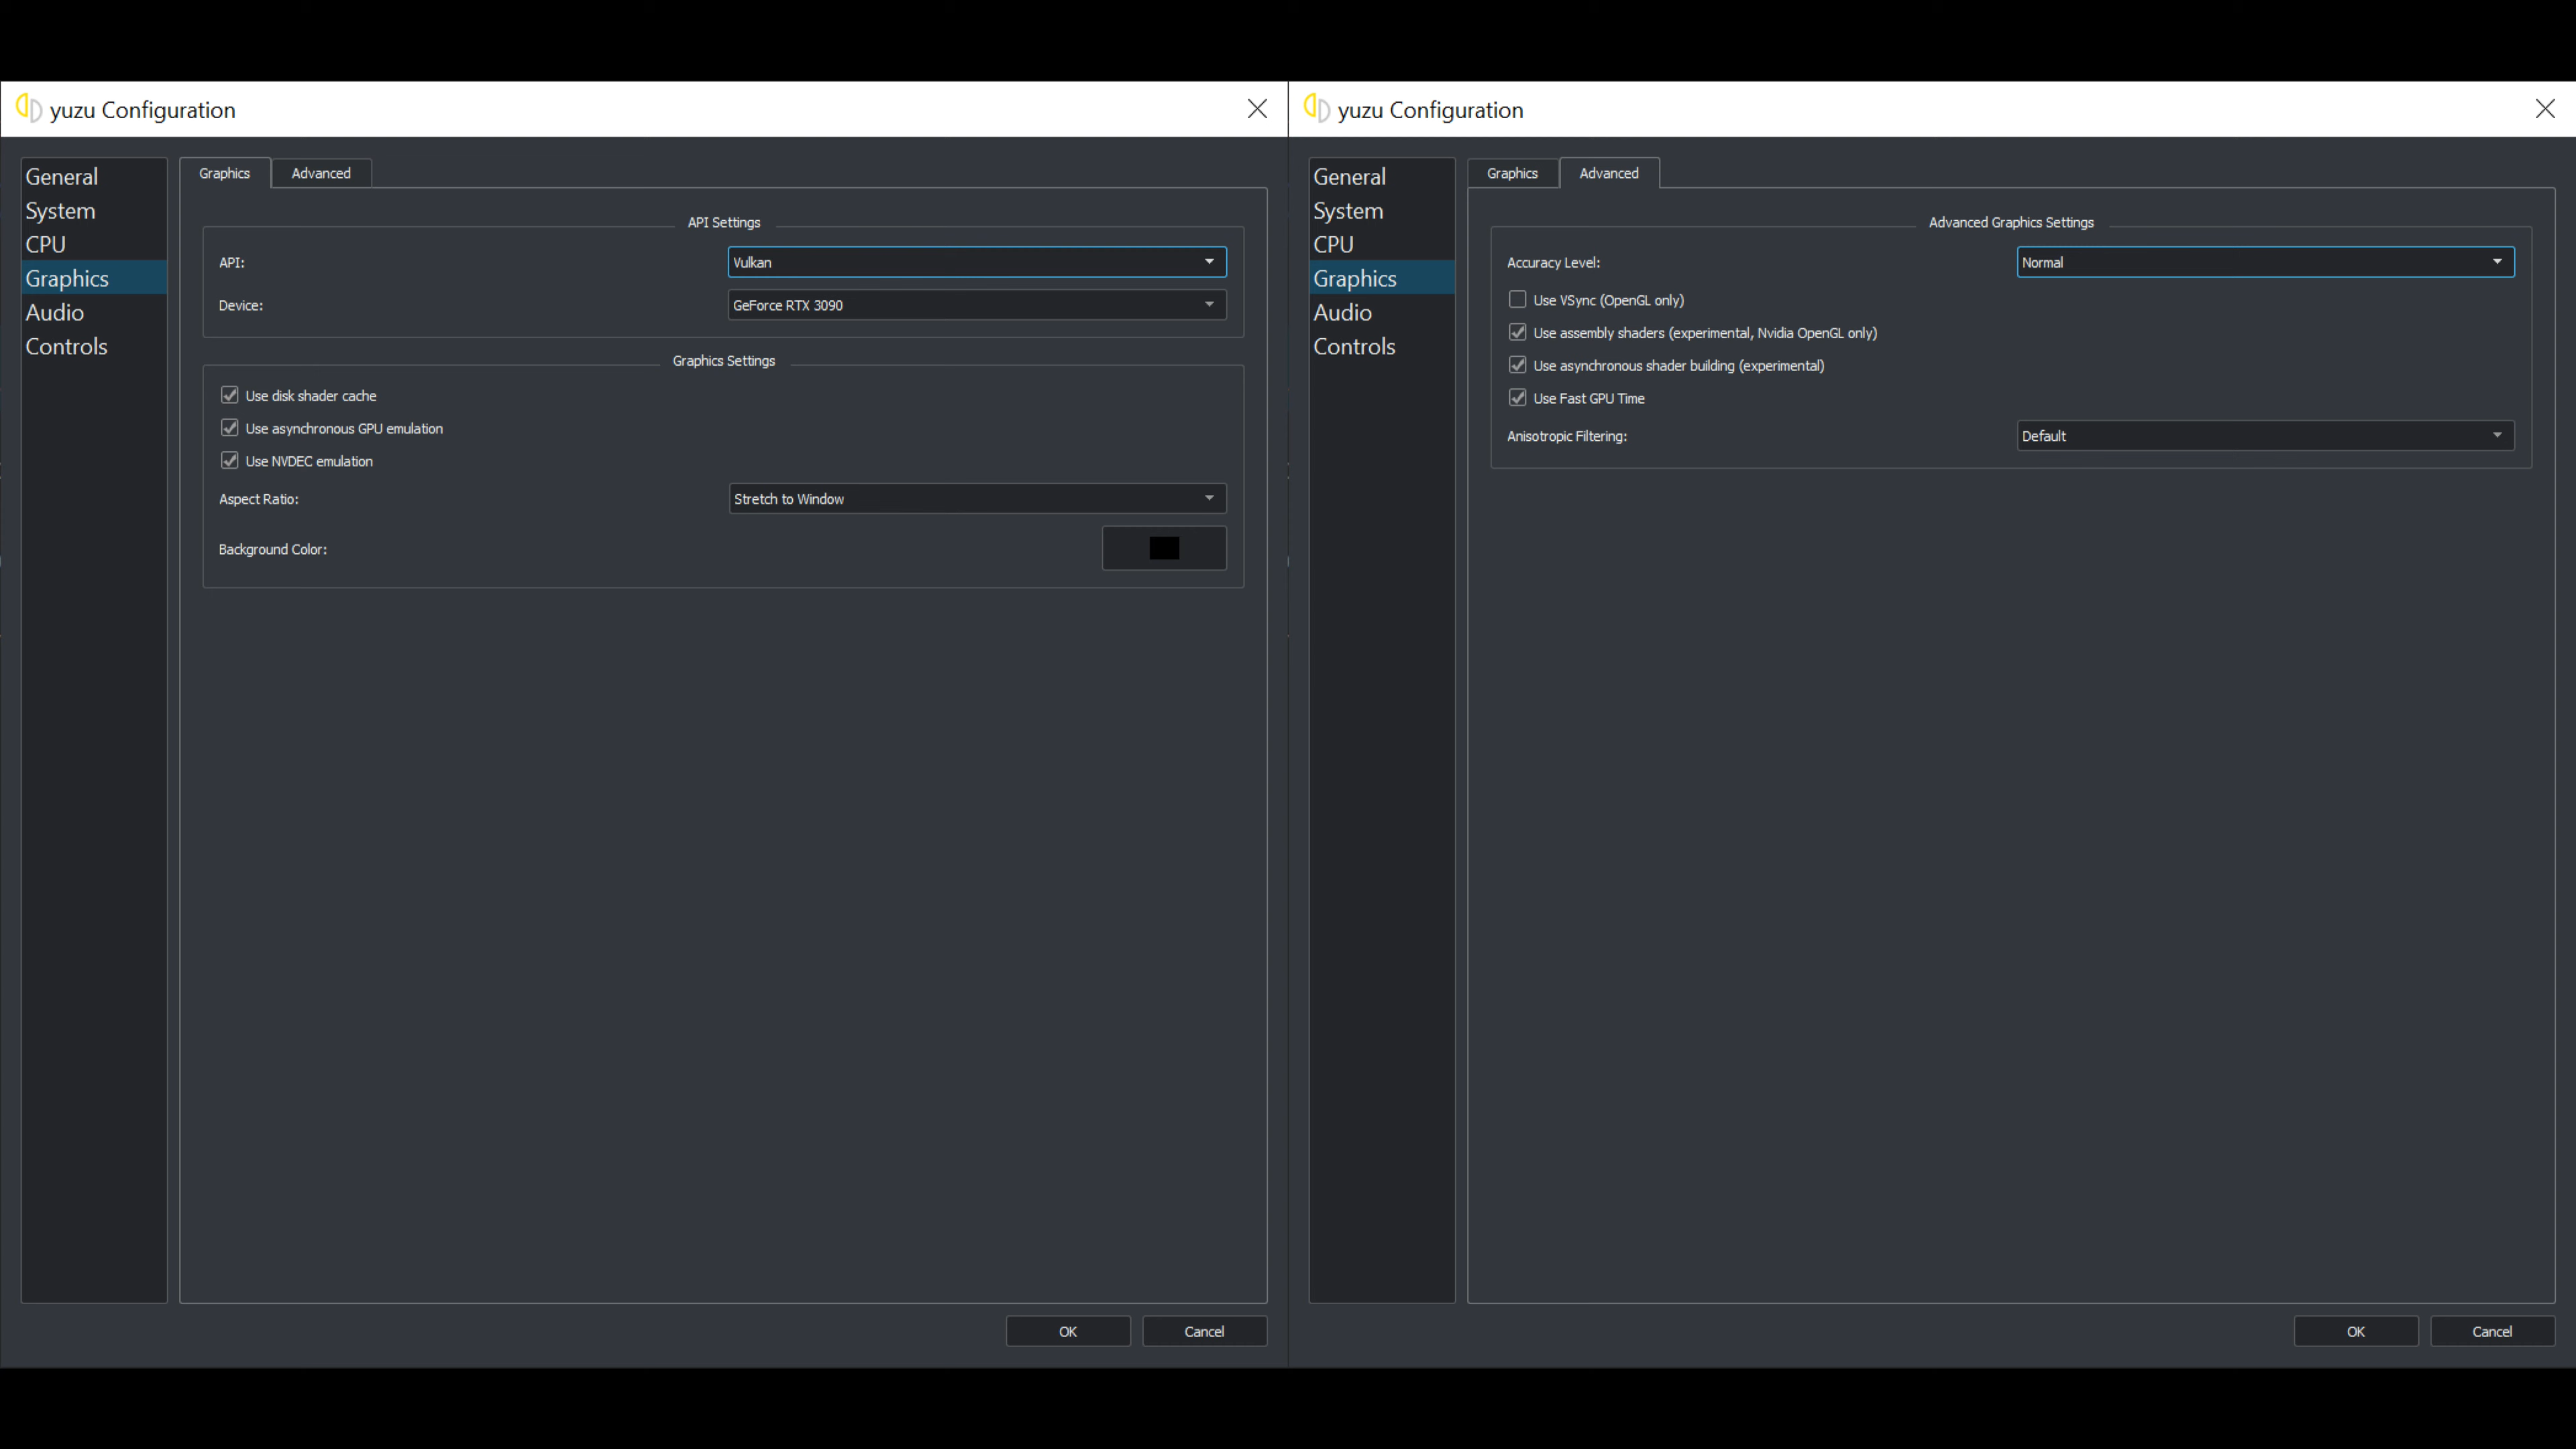 yuzu Configuration
General
System
CPU
Graphics
Audio
Controls
Graphics
Advanced
API Settings
API:
Vulkan
Device:
GeForce RTX 3090
Graphics Settings
Use disk shader cache
Use asynchronous GPU emulation
Use NVDEC emulation
Aspect Ratio:
Stretch to Window
Background Color:
OK
Cancel
yuzu Configuration
General
System
CPU
Graphics
Audio
Controls
Graphics
Advanced
Advanced Graphics Settings
Accuracy Level:
Normal
Use VSync (OpenGL only)
Use assembly shaders (experimental, Nvidia OpenGL only)
Use asynchronous shader building (experimental)
Use Fast GPU Time
Anisotropic Filtering:
Default
OK
Cancel